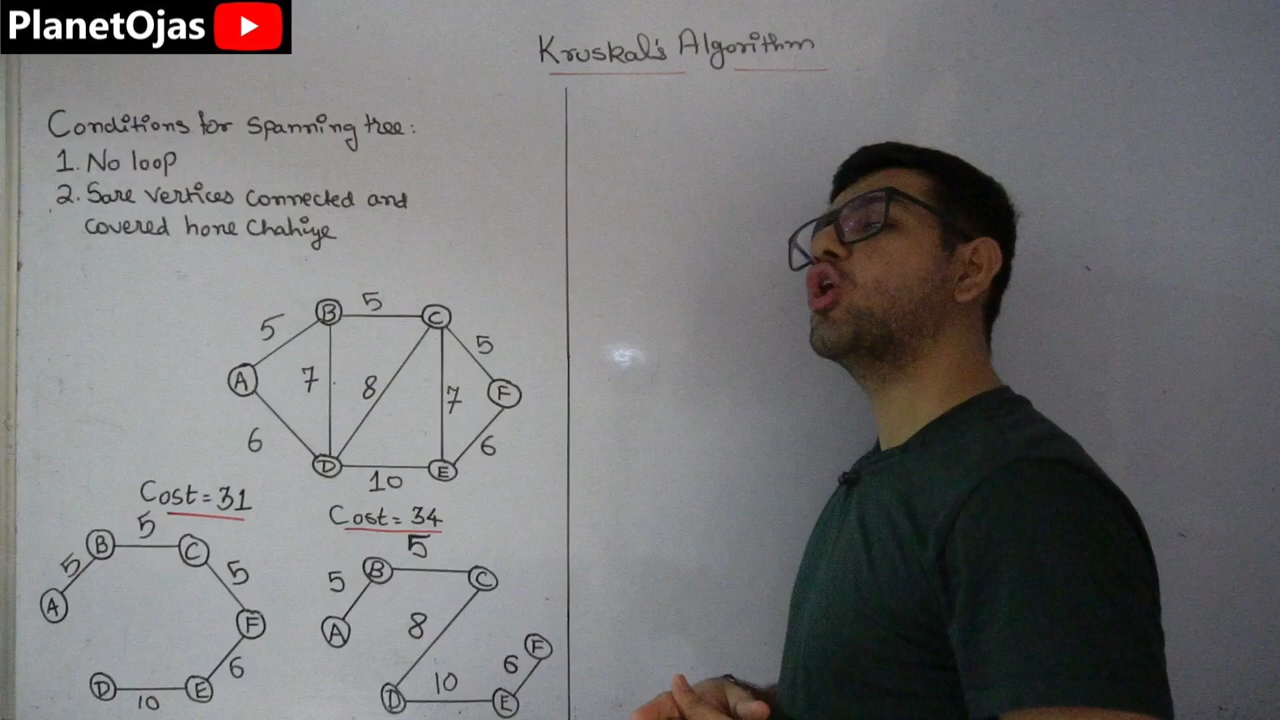 PlanetOjas
Kruskal's Algorithm
Conditions for spanning tree:
1. No loop
2. Sare vertices connected and
covered hone chahiye
B 5 C
5
5
A 7 8 7 F
6 6
D E
10
Cost = 31
Cost = 34
5
B C
5 5
A F
6
D E
10
5
B C
5
A 8
F
6
10
D E